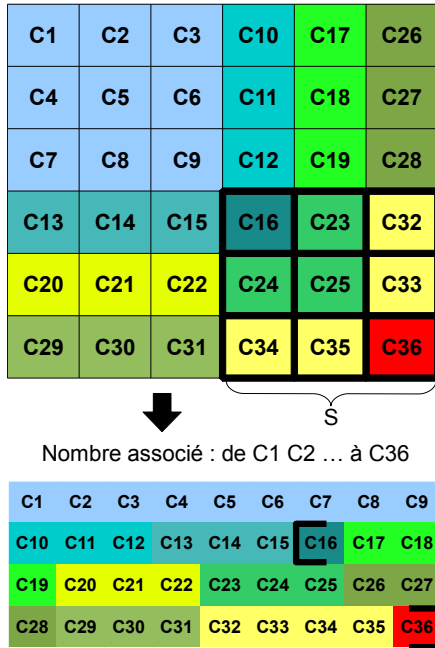 C1 C2 C3 C10 C17 C26
C4 C5 C6 C11 C18 C27
C7 C8 C9 C12 C19 C28
C13 C14 C15 C16 C23 C32
C20 C21 C22 C24 C25 C33
C29 C30 C31 C34 C35 C36
S
Nombre associé : de C1 C2 … à C36
C1 C2 C3 C4 C5 C6 C7 C8 C9
C10 C11 C12 C13 C14 C15 C16 C17 C18
C19 C20 C21 C22 C23 C24 C25 C26 C27
C28 C29 C30 C31 C32 C33 C34 C35 C36